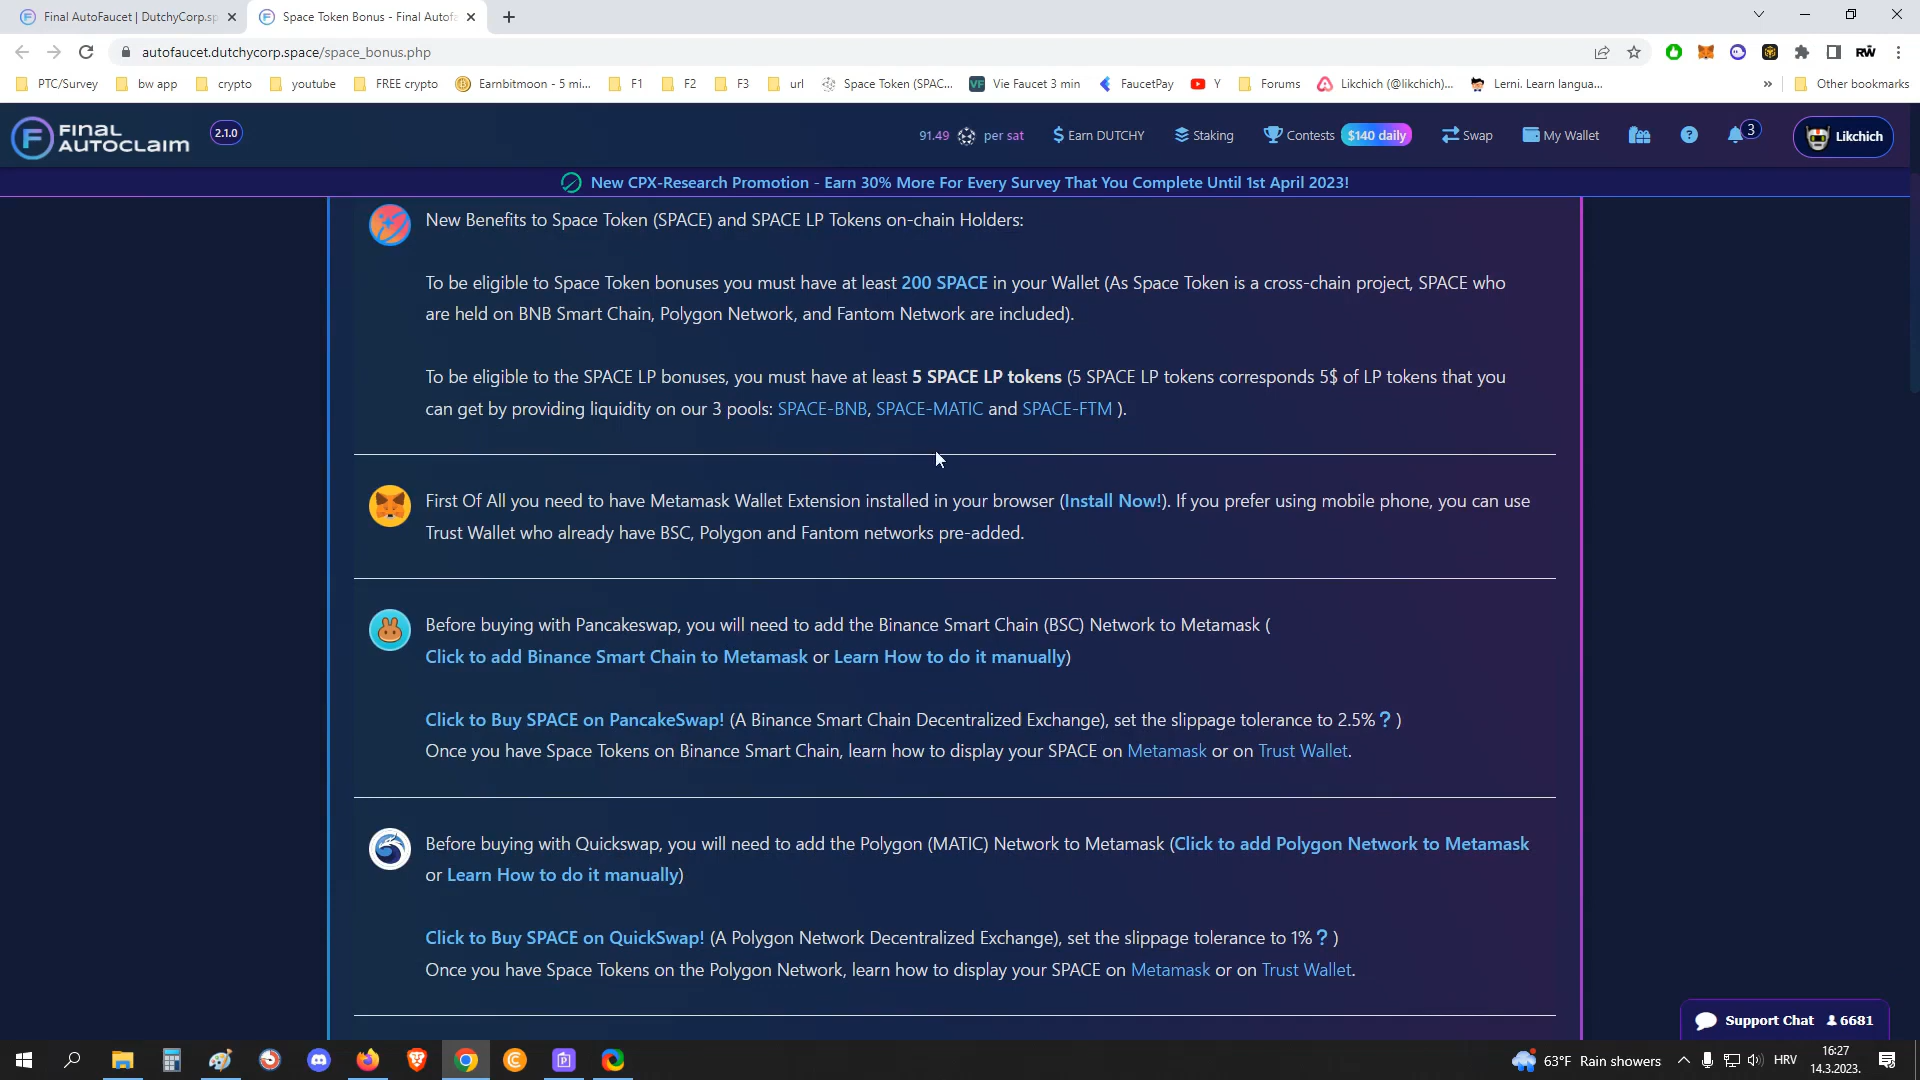 Final AutoFaucet | DutchyCorp.sp
Space Token Bonus - Final Autofa
autofaucet.dutchycorp.space/space_bonus.php
PTC/Survey
bw app
crypto
youtube
FREE crypto
Earnbitmoon - 5 mi...
F1
F2
F3
url
Space Token (SPAC...
Vie Faucet 3 min
FaucetPay
Y
Forums
Likchich (@likchich)...
Lerni. Learn langua...
»
Other bookmarks
FINAL
AUTOCLAIM
2.1.0
91.49 per sat
Earn DUTCHY
Staking
Contests $140 daily
Swap
My Wallet
3
Likchich
New CPX-Research Promotion - Earn 30% More For Every Survey That You Complete Until 1st April 2023!
New Benefits to Space Token (SPACE) and SPACE LP Tokens on-chain Holders:
To be eligible to Space Token bonuses you must have at least 200 SPACE in your Wallet (As Space Token is a cross-chain project, SPACE who
are held on BNB Smart Chain, Polygon Network, and Fantom Network are included).
To be eligible to the SPACE LP bonuses, you must have at least 5 SPACE LP tokens (5 SPACE LP tokens corresponds 5$ of LP tokens that you
can get by providing liquidity on our 3 pools: SPACE-BNB, SPACE-MATIC and SPACE-FTM ).
First Of All you need to have Metamask Wallet Extension installed in your browser (Install Now!). If you prefer using mobile phone, you can use
Trust Wallet who already have BSC, Polygon and Fantom networks pre-added.
Before buying with Pancakeswap, you will need to add the Binance Smart Chain (BSC) Network to Metamask (
Click to add Binance Smart Chain to Metamask or Learn How to do it manually)
Click to Buy SPACE on PancakeSwap! (A Binance Smart Chain Decentralized Exchange), set the slippage tolerance to 2.5% ? )
Once you have Space Tokens on Binance Smart Chain, learn how to display your SPACE on Metamask or on Trust Wallet.
Before buying with Quickswap, you will need to add the Polygon (MATIC) Network to Metamask (Click to add Polygon Network to Metamask
or Learn How to do it manually)
Click to Buy SPACE on QuickSwap! (A Polygon Network Decentralized Exchange), set the slippage tolerance to 1% ? )
Once you have Space Tokens on the Polygon Network, learn how to display your SPACE on Metamask or on Trust Wallet.
Support Chat 6681
63°F Rain showers
HRV
16:27
14.3.2023.